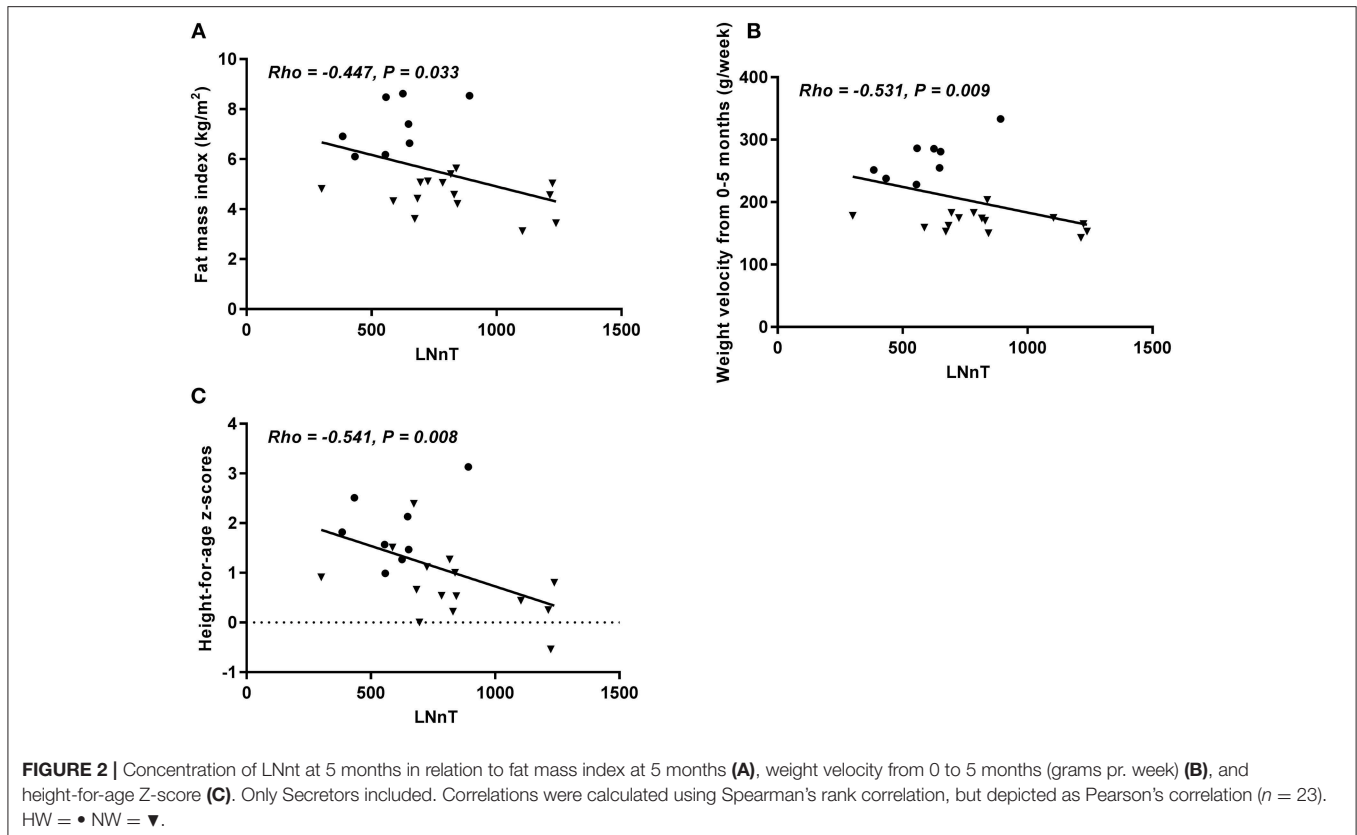 A
Rho = -0.447, P = 0.033
Fat mass index (kg/m²)
10
8
6
4
2
0
0 500 1000 1500
LNnT
B
Rho = -0.531, P = 0.009
Weight velocity from 0-5 months (g/week)
400
300
200
100
0
0 500 1000 1500
LNnT
C
Rho = -0.541, P = 0.008
Height-for-age z-scores
4
3
2
1
0
-1
0 500 1000 1500
LNnT
FIGURE 2 | Concentration of LNnt at 5 months in relation to fat mass index at 5 months (A), weight velocity from 0 to 5 months (grams pr. week) (B), and
height-for-age Z-score (C). Only Secretors included. Correlations were calculated using Spearman's rank correlation, but depicted as Pearson's correlation (n = 23).
HW = • NW = ▼.